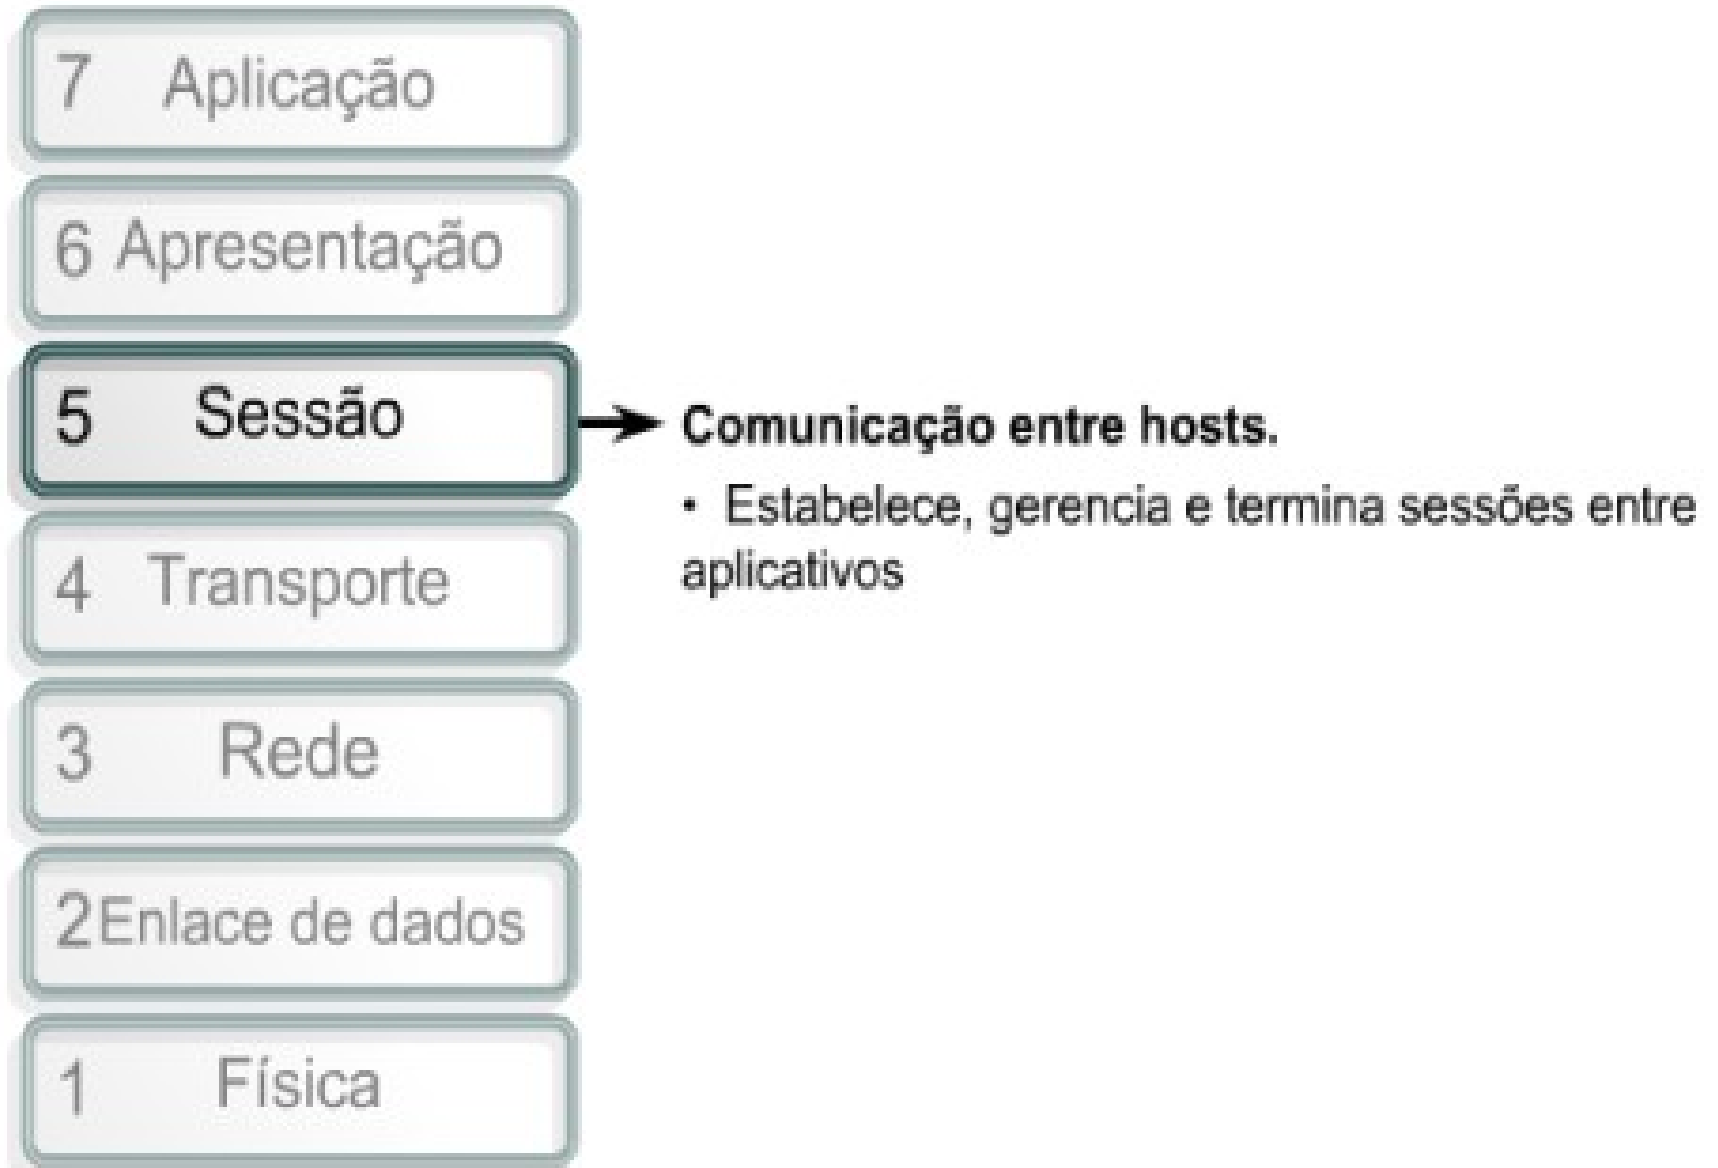 7 Aplicação
6 Apresentação
5 Sessão
Comunicação entre hosts.
• Estabelece, gerencia e termina sessões entre
aplicativos
4 Transporte
3 Rede
2 Enlace de dados
1 Física